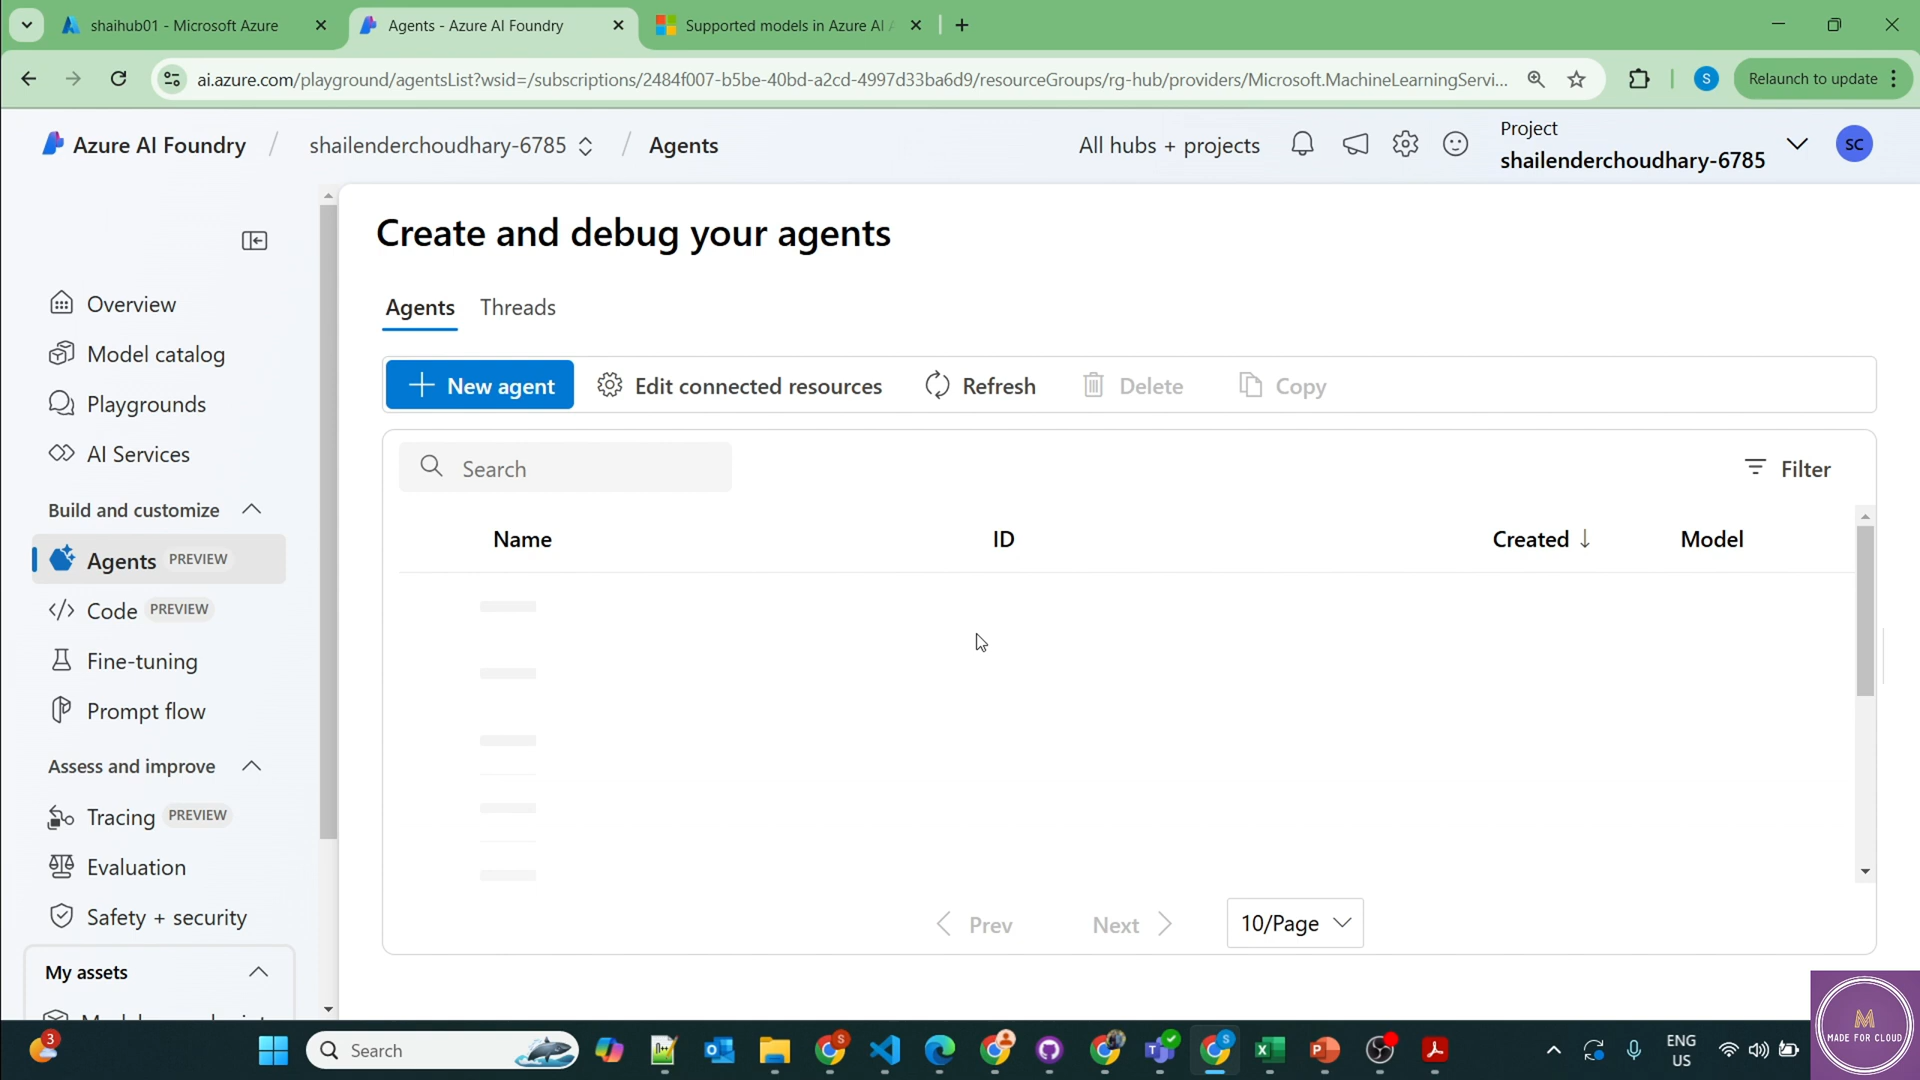 shaihub01 - Microsoft Azure
Agents - Azure AI Foundry
Supported models in Azure AI
ai.azure.com/playground/agentsList?wsid=/subscriptions/2484f007-b5be-40bd-a2cd-4997d33ba6d9/resourceGroups/rg-hub/providers/Microsoft.MachineLearningServi...
S
Relaunch to update
Azure AI Foundry / shailenderchoudhary-6785 / Agents
All hubs + projects
Project
shailenderchoudhary-6785
SC
Create and debug your agents
Agents
Threads
New agent
Edit connected resources
Refresh
Delete
Copy
Search
Filter
Name
ID
Created
Model
Prev
Next
10/Page
Overview
Model catalog
Playgrounds
AI Services
Build and customize
Agents PREVIEW
Code PREVIEW
Fine-tuning
Prompt flow
Assess and improve
Tracing PREVIEW
Evaluation
Safety + security
My assets
3
Search
ENG
US
M
MADE FOR CLOUD